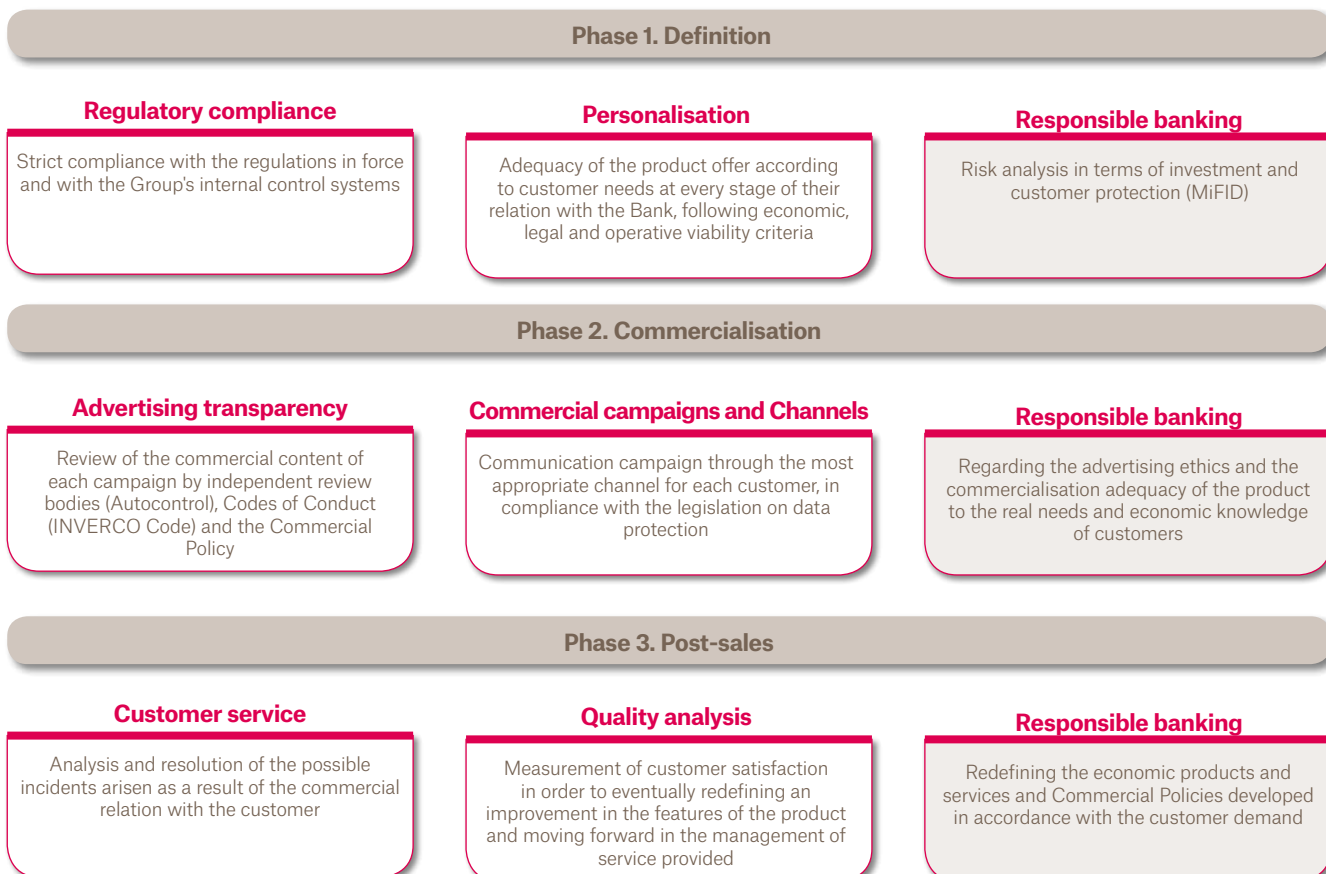 Phase 1. Definition
Regulatory compliance
Strict compliance with the regulations in force
and with the Group's internal control systems
Personalisation
Adequacy of the product offer according
to customer needs at every stage of their
relation with the Bank, following economic,
legal and operative viability criteria
Responsible banking
Risk analysis in terms of investment and
customer protection (MiFID)
Phase 2. Commercialisation
Advertising transparency
Review of the commercial content of
each campaign by independent review
bodies (Autocontrol), Codes of Conduct
(INVERCO Code) and the Commercial
Policy
Commercial campaigns and Channels
Communication campaign through the most
appropriate channel for each customer, in
compliance with the legislation on data
protection
Responsible banking
Regarding the advertising ethics and the
commercialisation adequacy of the product
to the real needs and economic knowledge
of customers
Phase 3. Post-sales
Customer service
Analysis and resolution of the possible
incidents arisen as a result of the commercial
relation with the customer
Quality analysis
Measurement of customer satisfaction
in order to eventually redefining an
improvement in the features of the product
and moving forward in the management of
service provided
Responsible banking
Redefining the economic products and
services and Commercial Policies developed
in accordance with the customer demand